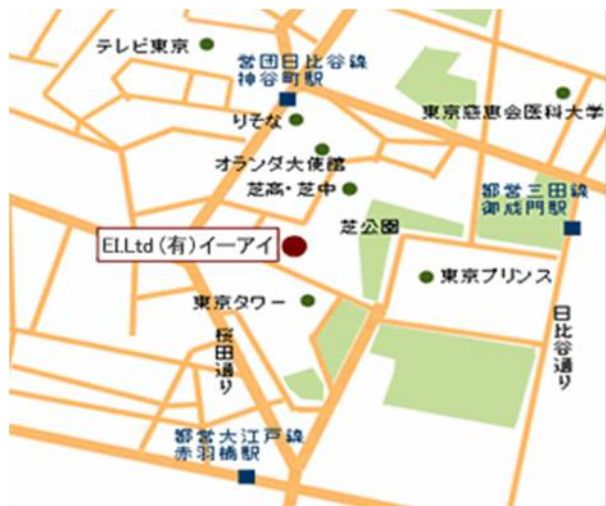 テレビ東京
営団日比谷線
神谷町駅
りそな
東京慈恵会医科大学
オランダ大使館
芝高・芝中
都営三田線
御成門駅
芝公園
EI.Ltd (有)イーアイ
東京プリンス
東京タワー
桜田通り
日比谷通り
都営大江戸線
赤羽橋駅